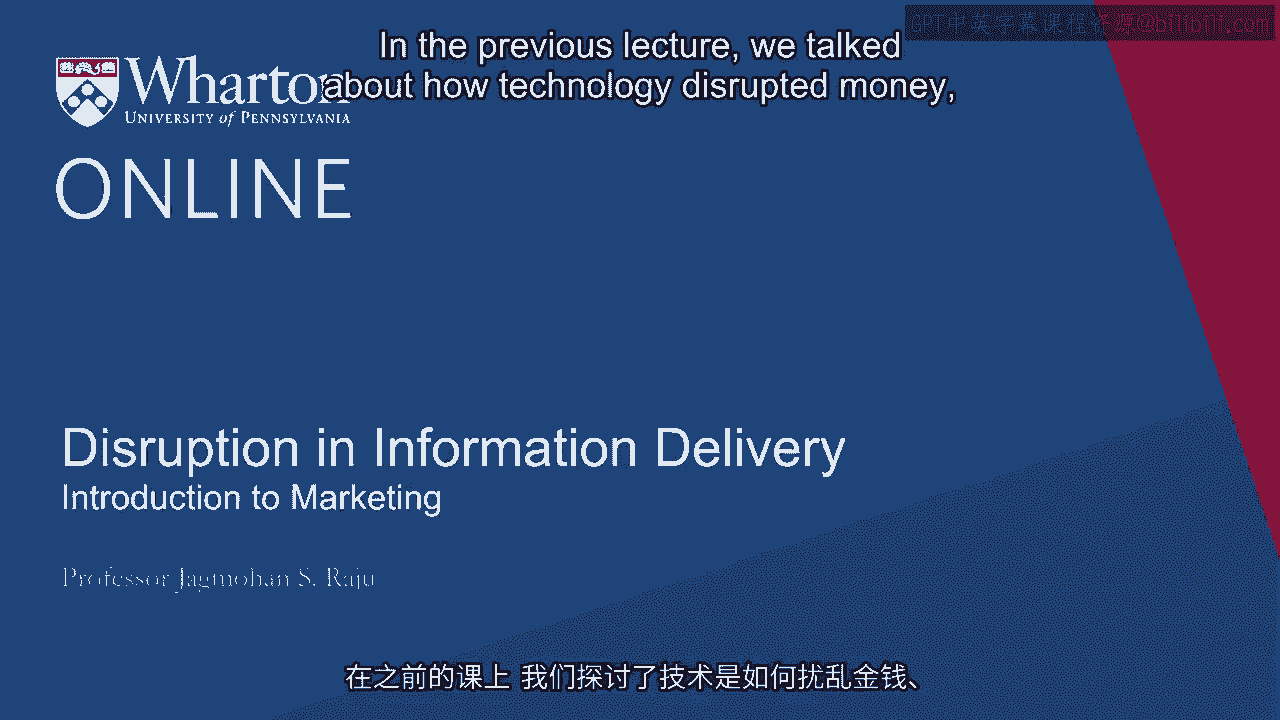 GPT中英字幕课程资源@bilibili.com
In the previous lecture, we talked
about how technology disrupted money,
Wharton
UNIVERSITY of PENNSYLVANIA
ONLINE
Disruption in Information Delivery
Introduction to Marketing
Professor Jagmohan S. Raju
在之前的课上 我们探讨了技术是如何扰乱金钱、